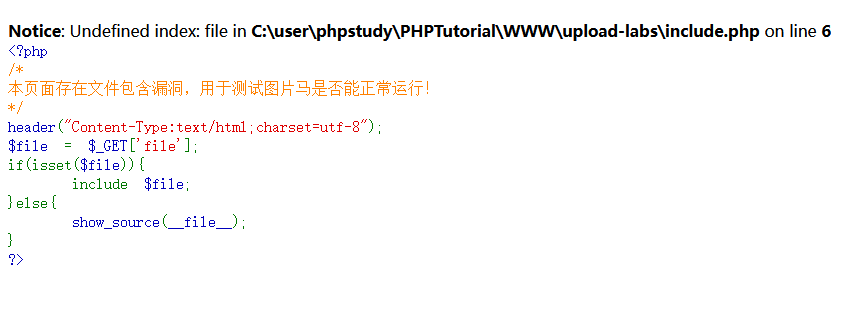 Notice: Undefined index: file in C:\user\phpstudy\PHPTutorial\WWW\upload-labs\include.php on line 6
<?php
/*
本页面存在文件包含漏洞，用于测试图片马是否能正常运行！
*/
header("Content-Type:text/html;charset=utf-8");
$file  =  $_GET['file'];
if(isset($file)){
        include  $file;
}else{
        show_source(__file__);
}
?>